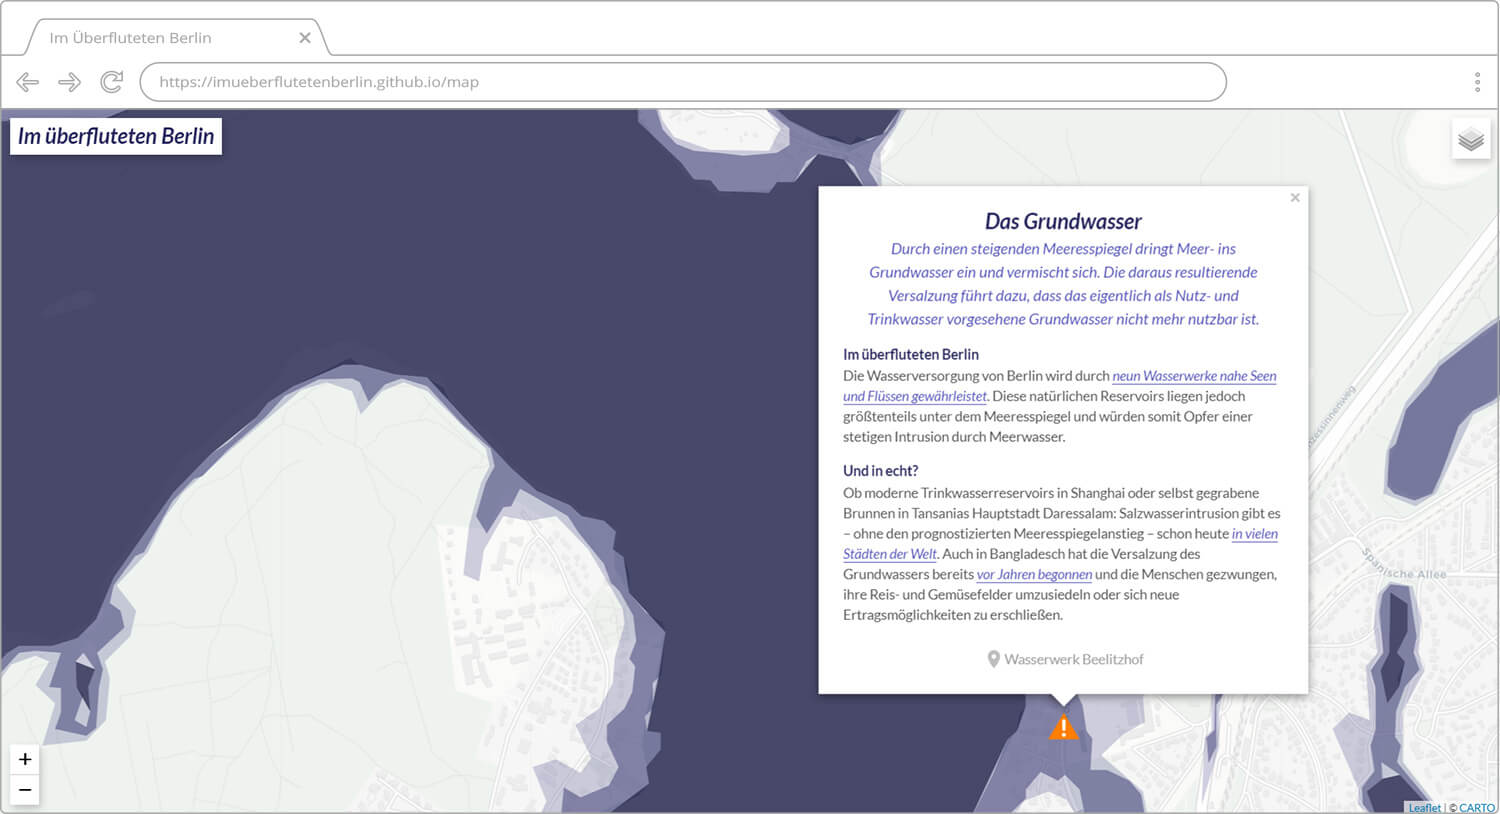 Im Überfluteten Berlin
https://imueberflutetenberlin.github.io/map
Im überfluteten Berlin
Das Grundwasser
Durch einen steigenden Meeresspiegel dringt Meer- ins
Grundwasser ein und vermischt sich. Die daraus resultierende
Versalzung führt dazu, dass das eigentlich als Nutz- und
Trinkwasser vorgesehene Grundwasser nicht mehr nutzbar ist.
Im überfluteten Berlin
Die Wasserversorgung von Berlin wird durch neun Wasserwerke nahe Seen
und Flüssen gewährleistet. Diese natürlichen Reservoirs liegen jedoch
größtenteils unter dem Meeresspiegel und würden somit Opfer einer
stetigen Intrusion durch Meerwasser.
Und in echt?
Ob moderne Trinkwasserreservoirs in Shanghai oder selbst gegrabene
Brunnen in Tansanias Hauptstadt Daressalam: Salzwasserintrusion gibt es
– ohne den prognostizierten Meeresspiegelanstieg – schon heute in vielen
Städten der Welt. Auch in Bangladesch hat die Versalzung des
Grundwassers bereits vor Jahren begonnen und die Menschen gezwungen,
ihre Reis- und Gemüsefelder umzusiedeln oder sich neue
Ertragsmöglichkeiten zu erschließen.
Wasserwerk Beelitzhof
Spanische Allee
+
−
Leaflet | © CARTO